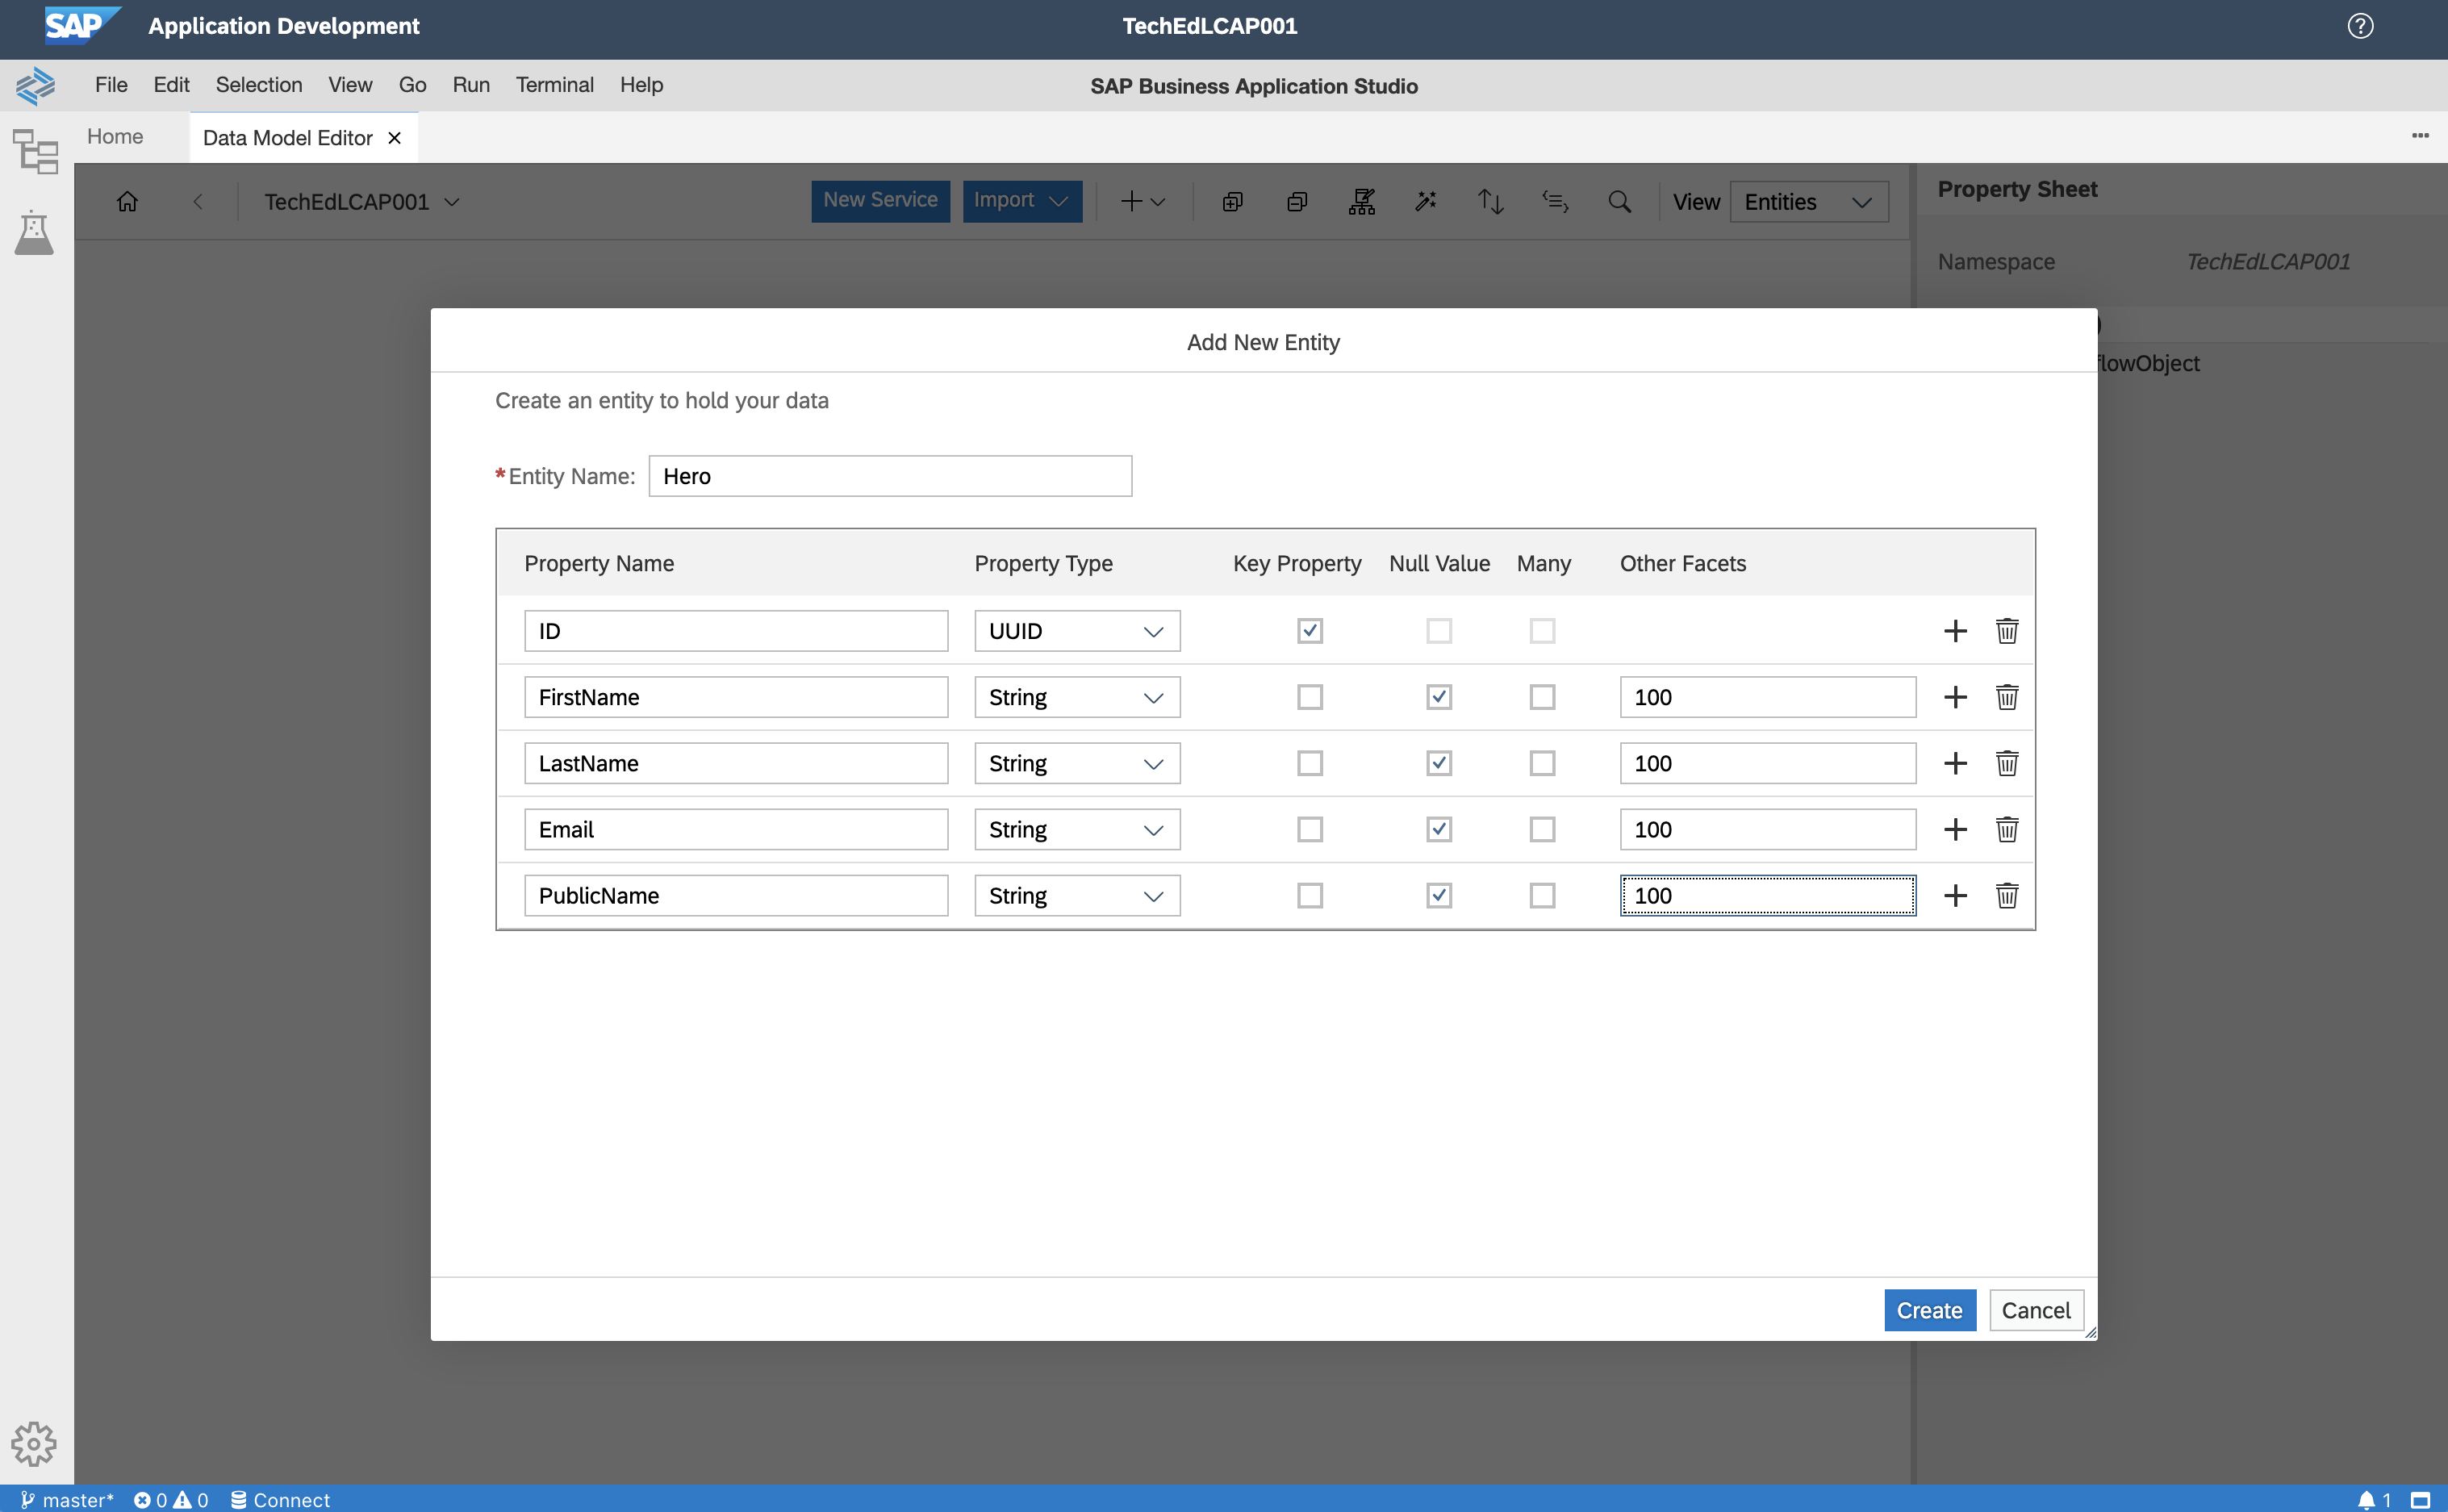 SAP Application Development TechEdLCAP001
File Edit Selection View Go Run Terminal Help SAP Business Application Studio
Home Data Model Editor
TechEdLCAP001 New Service Import View Entities Property Sheet
Namespace TechEdLCAP001
flowObject
Add New Entity
Create an entity to hold your data
*Entity Name: Hero
Property Name Property Type Key Property Null Value Many Other Facets
ID UUID
FirstName String 100
LastName String 100
Email String 100
PublicName String 100
Create Cancel
master* 0 0 Connect 1